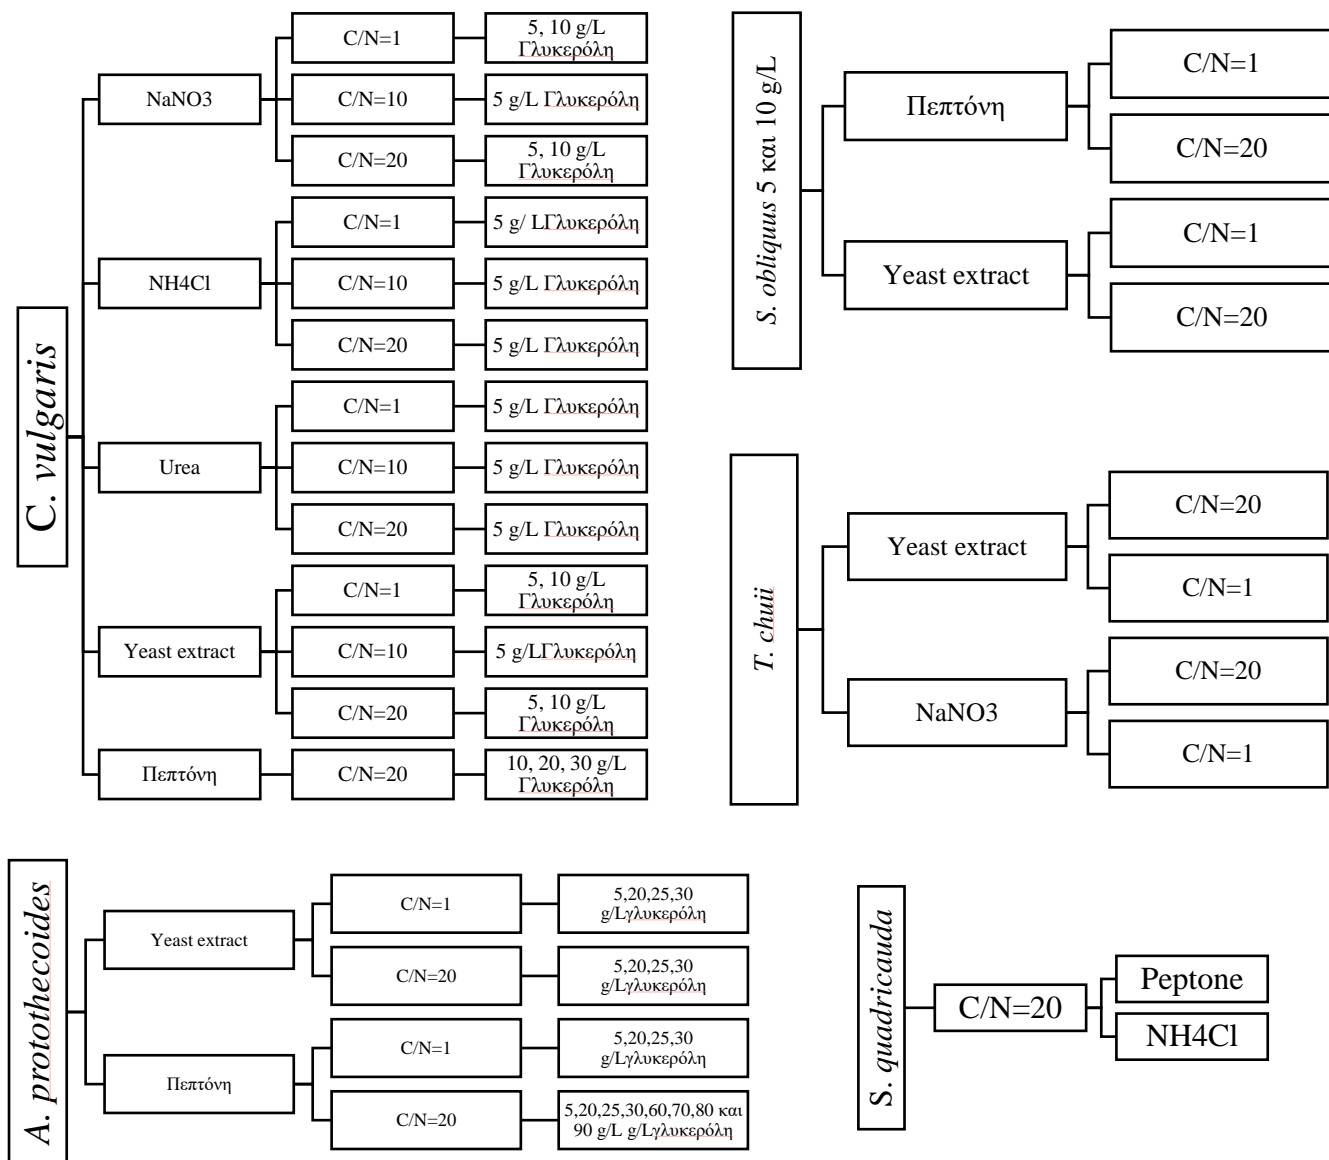 C. vulgaris
NaNO3
C/N=1
5, 10 g/L
Γλυκερόλη
C/N=10
5 g/L Γλυκερόλη
C/N=20
5, 10 g/L
Γλυκερόλη
NH4Cl
C/N=1
5 g/ LΓλυκερόλη
C/N=10
5 g/L Γλυκερόλη
C/N=20
5 g/L Γλυκερόλη
Urea
C/N=1
5 g/L Γλυκερόλη
C/N=10
5 g/L Γλυκερόλη
C/N=20
5 g/L Γλυκερόλη
Yeast extract
C/N=1
5, 10 g/L
Γλυκερόλη
C/N=10
5 g/LΓλυκερόλη
C/N=20
5, 10 g/L
Γλυκερόλη
Πεπτόνη
C/N=20
10, 20, 30 g/L
Γλυκερόλη
S. obliquus 5 και 10 g/L
Πεπτόνη
C/N=1
C/N=20
Yeast extract
C/N=1
C/N=20
T. chuii
Yeast extract
C/N=20
C/N=1
NaNO3
C/N=20
C/N=1
A. protothecoides
Yeast extract
C/N=1
5,20,25,30
g/Lγλυκερόλη
C/N=20
5,20,25,30
g/Lγλυκερόλη
Πεπτόνη
C/N=1
5,20,25,30
g/Lγλυκερόλη
C/N=20
5,20,25,30,60,70,80 και
90 g/L g/Lγλυκερόλη
S. quadricauda
C/N=20
Peptone
NH4Cl